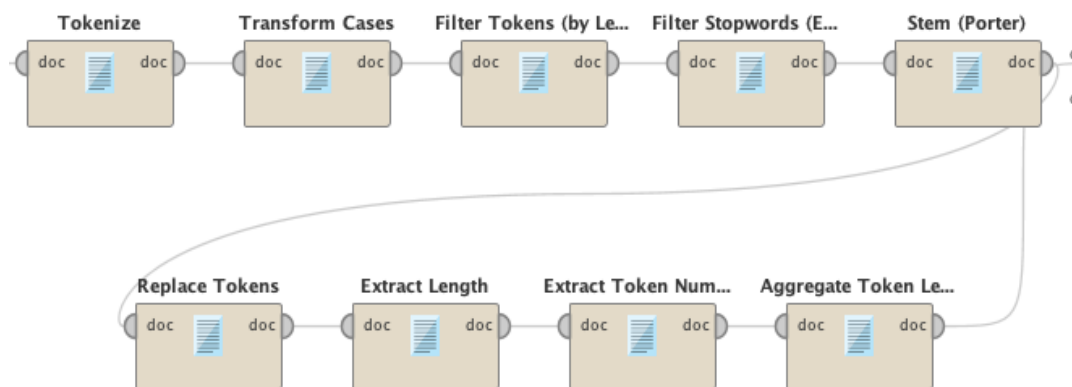 Tokenize
Transform Cases
Filter Tokens (by Le...
Filter Stopwords (E...
Stem (Porter)
doc doc
doc doc
doc doc
doc doc
doc doc
Replace Tokens
Extract Length
Extract Token Num...
Aggregate Token Le...
doc doc
doc doc
doc doc
doc doc